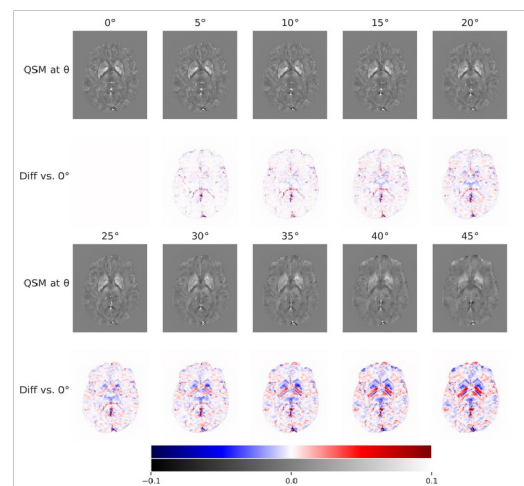 0° 5° 10° 15° 20°
QSM at θ
Diff vs. 0°
25° 30° 35° 40° 45°
QSM at θ
Diff vs. 0°
−0.1 0.0 0.1